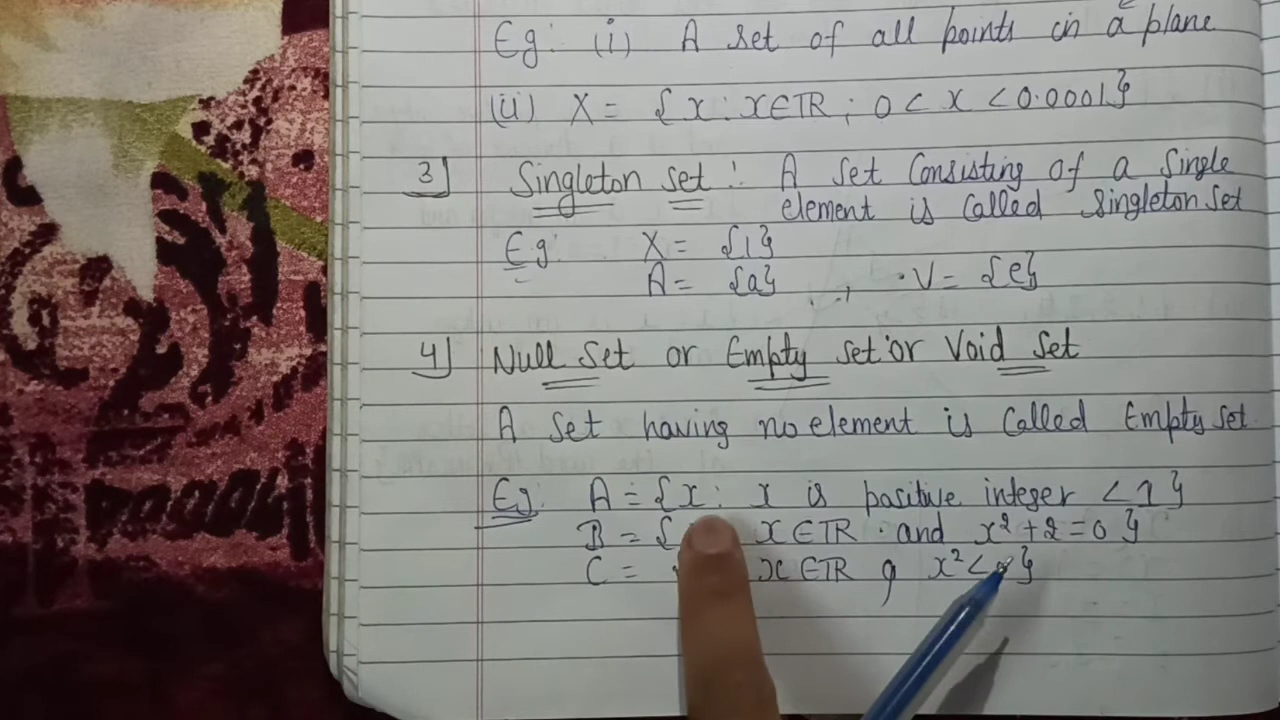 Eg: (i) A set of all points in a plane
(ii) X = {x : x∈R ; 0 < x < 0.0001}
3) Singleton set : A set Consisting of a Single
element is Called Singleton set
Eg: X = {1}
A = {a} , V = {e}
4) Null set or Empty set or Void set
A set having no element is Called Empty set
Eg: A = {x : x is positive integer < 1}
B = { x∈R and x²+2=0}
C = x∈R , x² < }